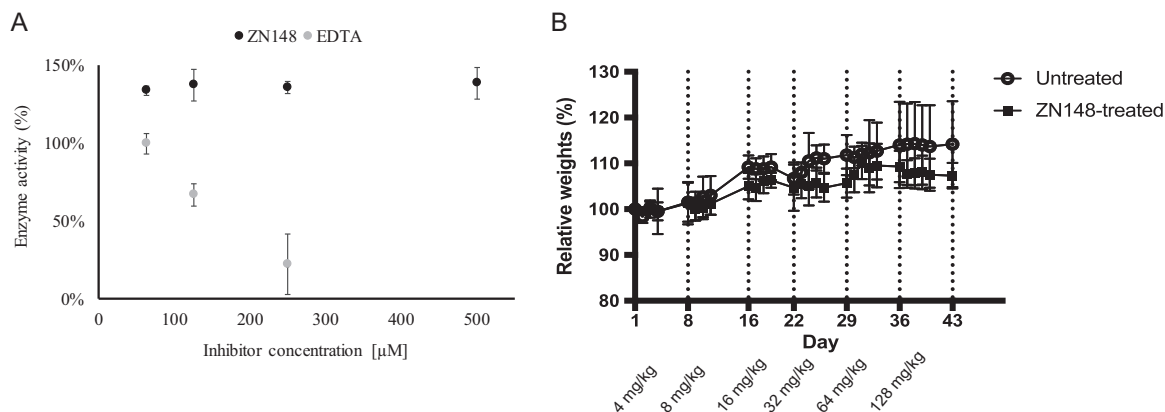 A
ZN148 EDTA
150%
100%
50%
0%
Enzyme activity (%)
0 100 200 300 400 500
Inhibitor concentration [µM]
B
130
120
110
100
90
80
Relative weights (%)
1 8 16 22 29 36 43
Day
4 mg/kg
8 mg/kg
16 mg/kg
32 mg/kg
64 mg/kg
128 mg/kg
Untreated
ZN148-treated